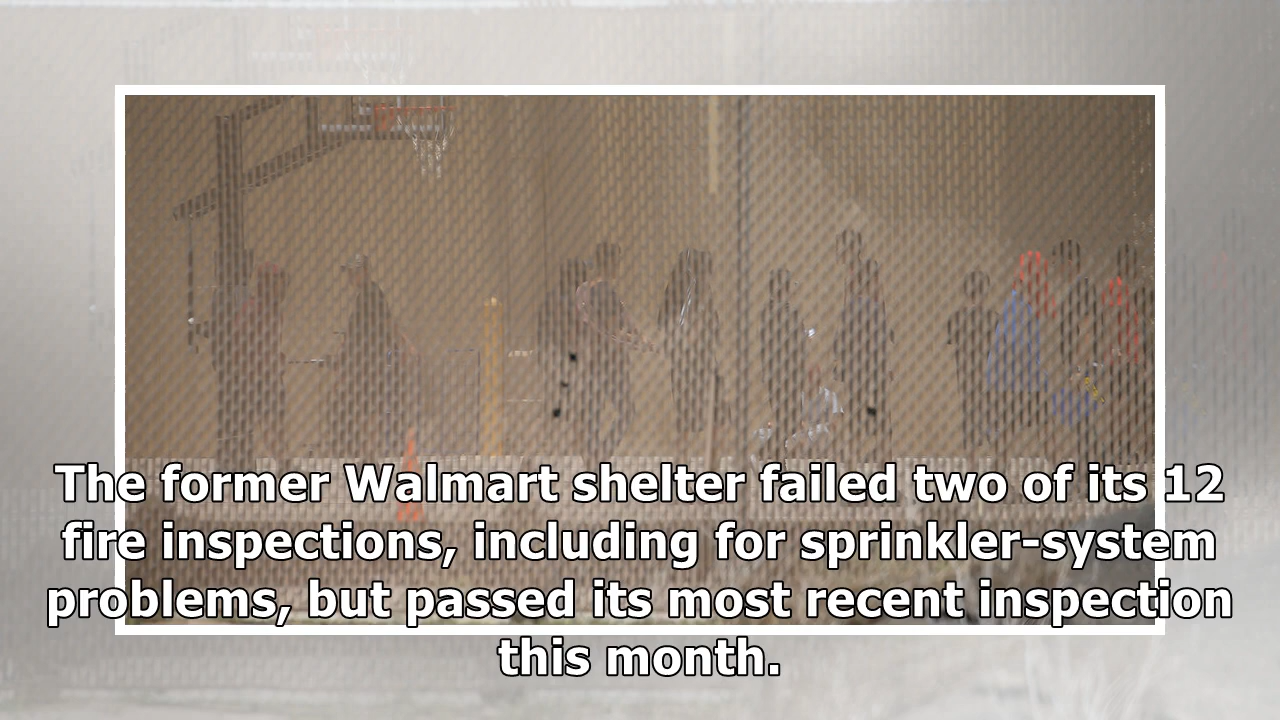 The former Walmart shelter failed two of its 12
fire inspections, including for sprinkler-system
problems, but passed its most recent inspection
this month.